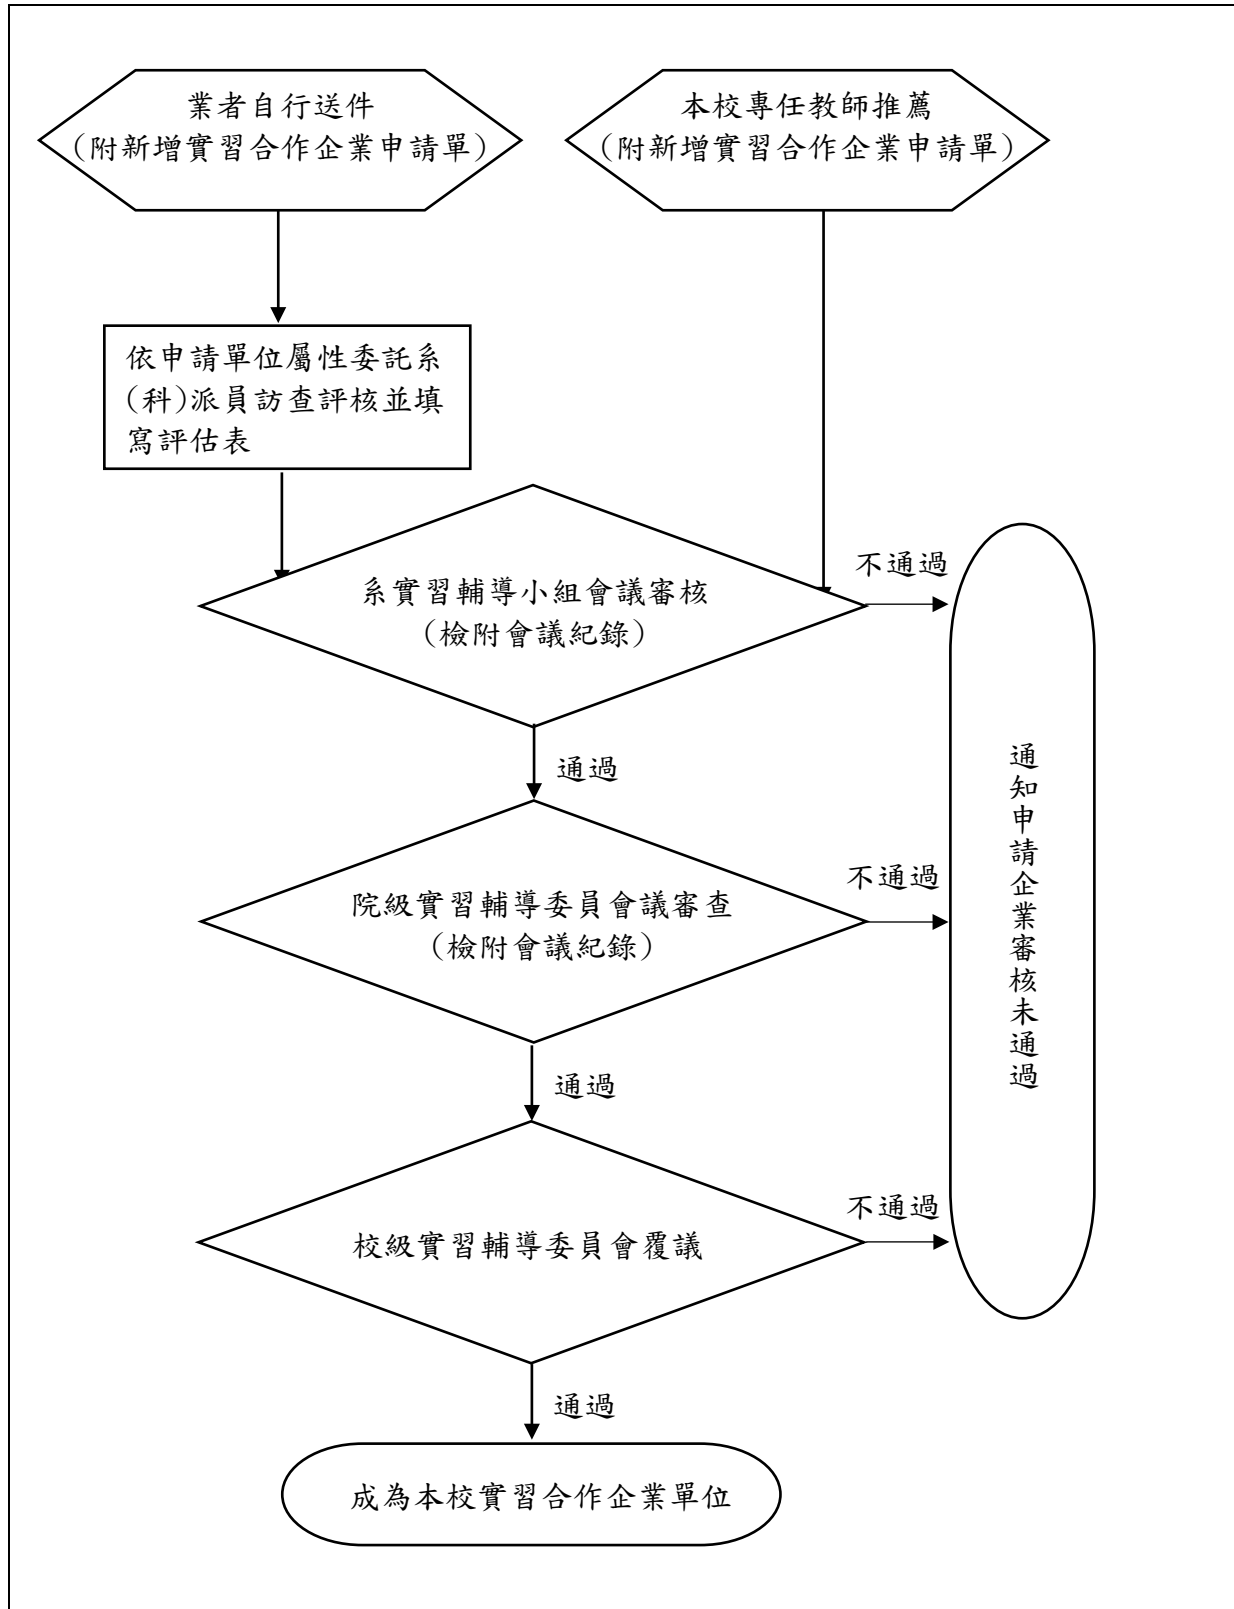 業者自行送件
(附新增實習合作企業申請單)
本校專任教師推薦
(附新增實習合作企業申請單)
依申請單位屬性委託系
(科)派員訪查評核並填
寫評估表
系實習輔導小組會議審核
(檢附會議紀錄)
不通過
通過
院級實習輔導委員會議審查
(檢附會議紀錄)
不通過
通過
校級實習輔導委員會覆議
不通過
通過
通知申請企業審核未通過
成為本校實習合作企業單位